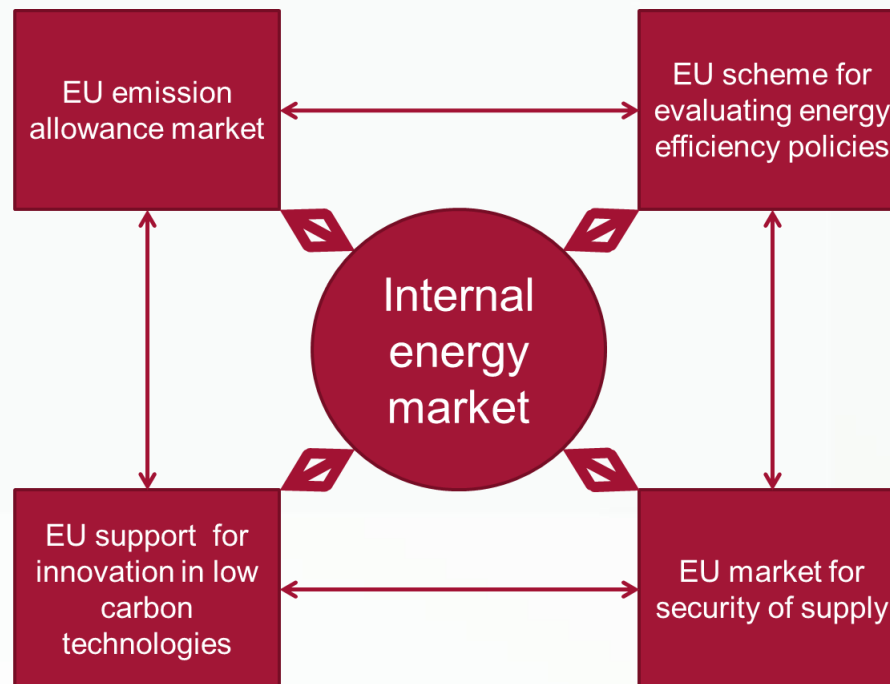 EU emission
allowance market
EU scheme for
evaluating energy
efficiency policies
Internal
energy
market
EU support  for
innovation in low
carbon
technologies
EU market for
security of supply